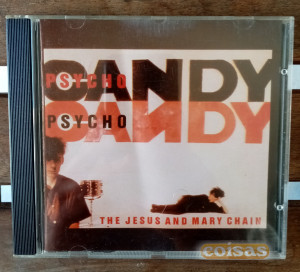 PSYCHO CANDY
PSYCHO CANDY
THE JESUS AND MARY CHAIN
coisas